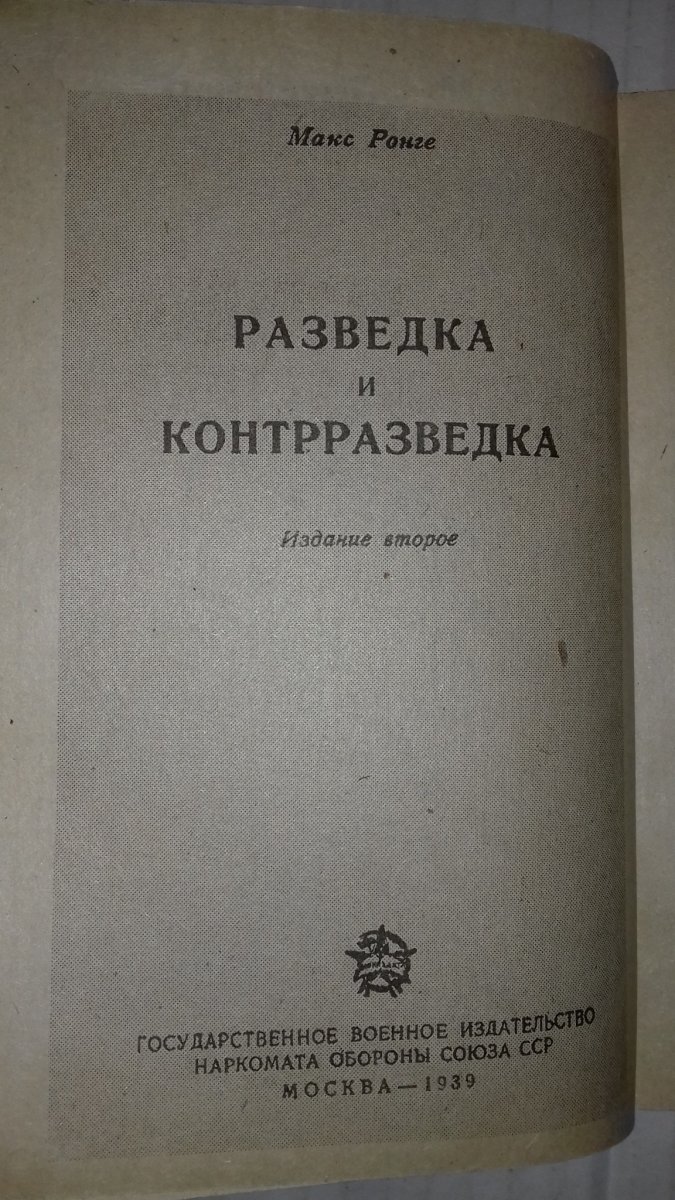 Макс Ронге
РАЗВЕДКА
И
КОНТРРАЗВЕДКА
Издание второе
ГОСУДАРСТВЕННОЕ ВОЕННОЕ ИЗДАТЕЛЬСТВО
НАРКОМАТА ОБОРОНЫ СОЮЗА ССР
МОСКВА—1939